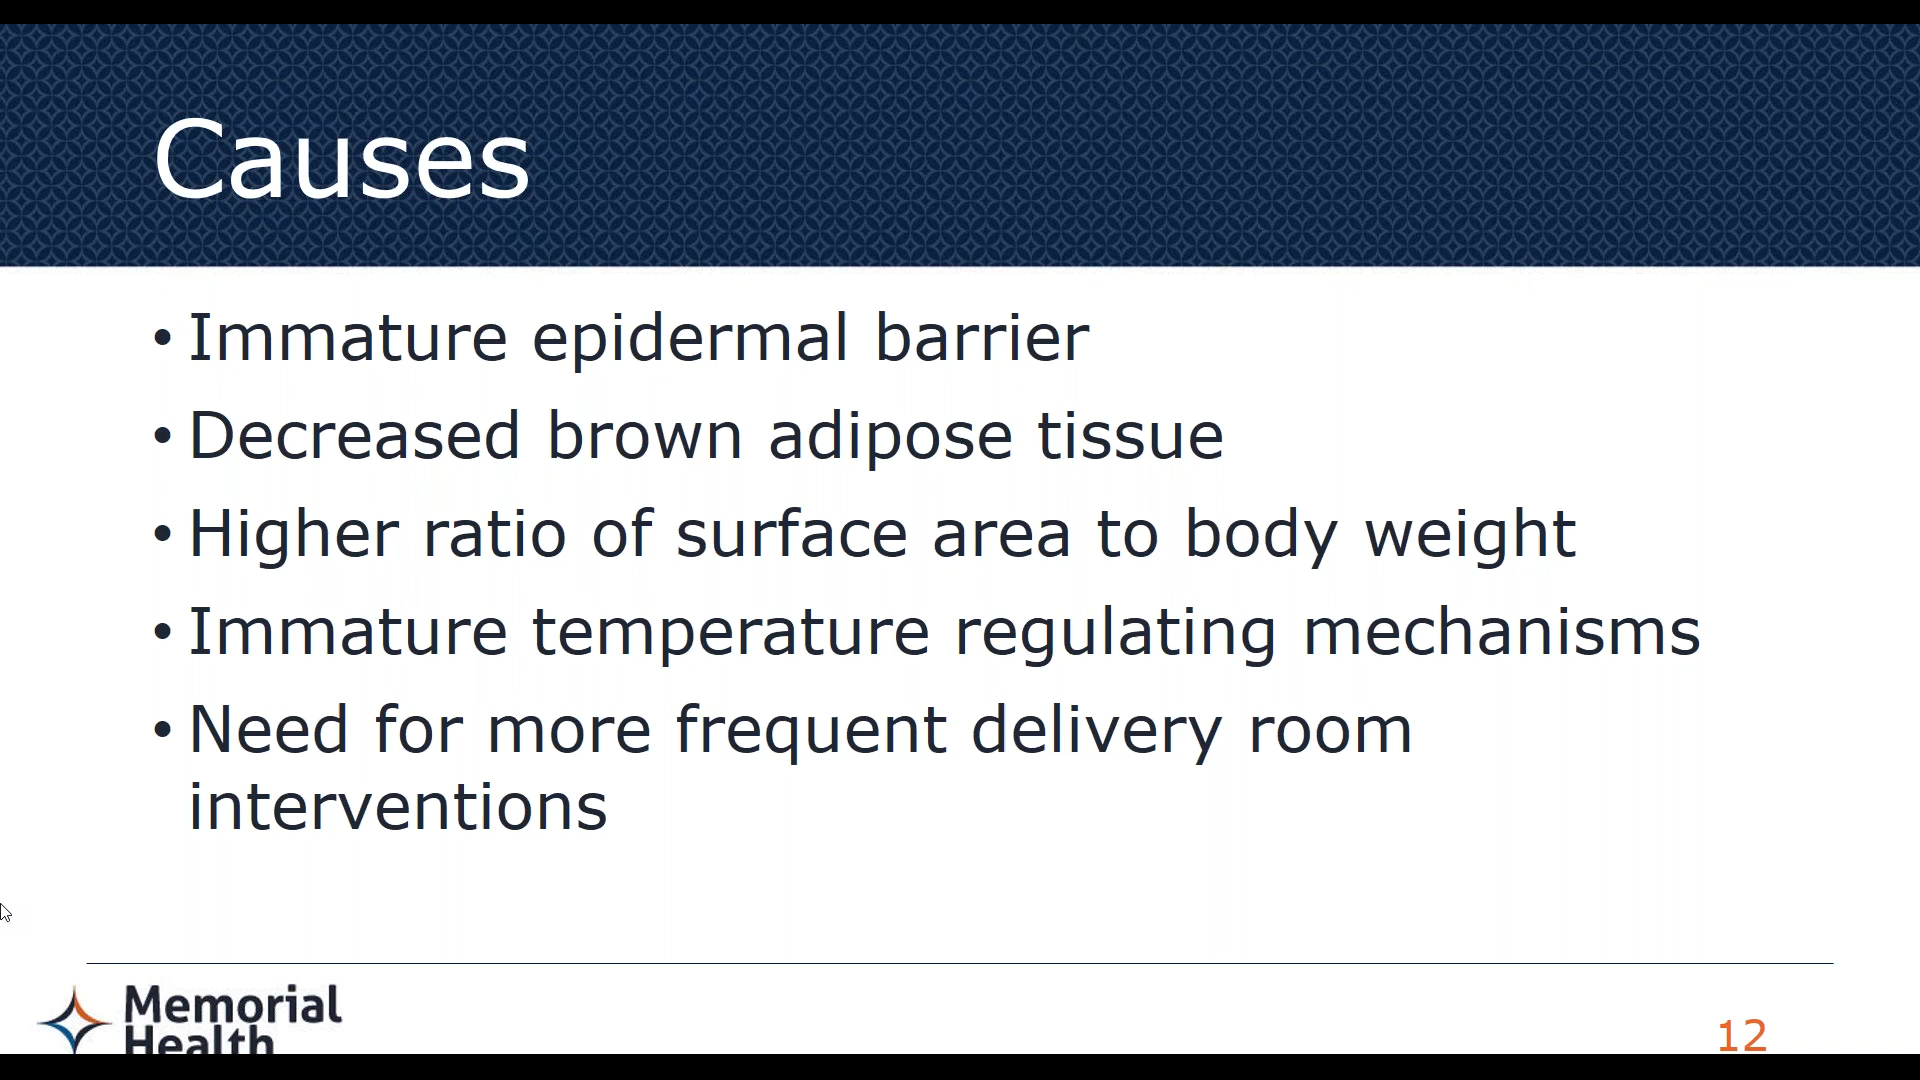 Causes
• Immature epidermal barrier
• Decreased brown adipose tissue
• Higher ratio of surface area to body weight
• Immature temperature regulating mechanisms
• Need for more frequent delivery room
interventions
Memorial
Health
12